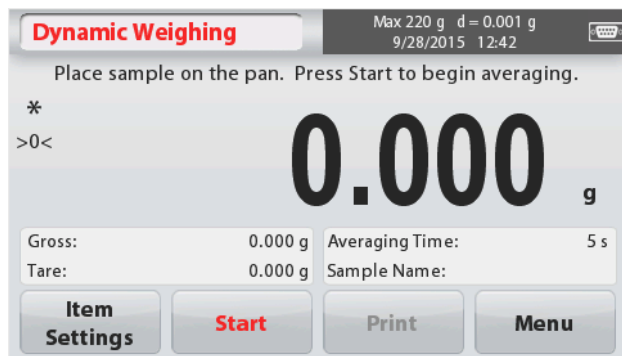 Dynamic Weighing
Max 220 g d = 0.001 g
9/28/2015 12:42
Place sample on the pan. Press Start to begin averaging.
*
>0<
0.000 g
Gross: 0.000 g
Tare: 0.000 g
Averaging Time: 5 s
Sample Name:
Item
Settings
Start
Print
Menu